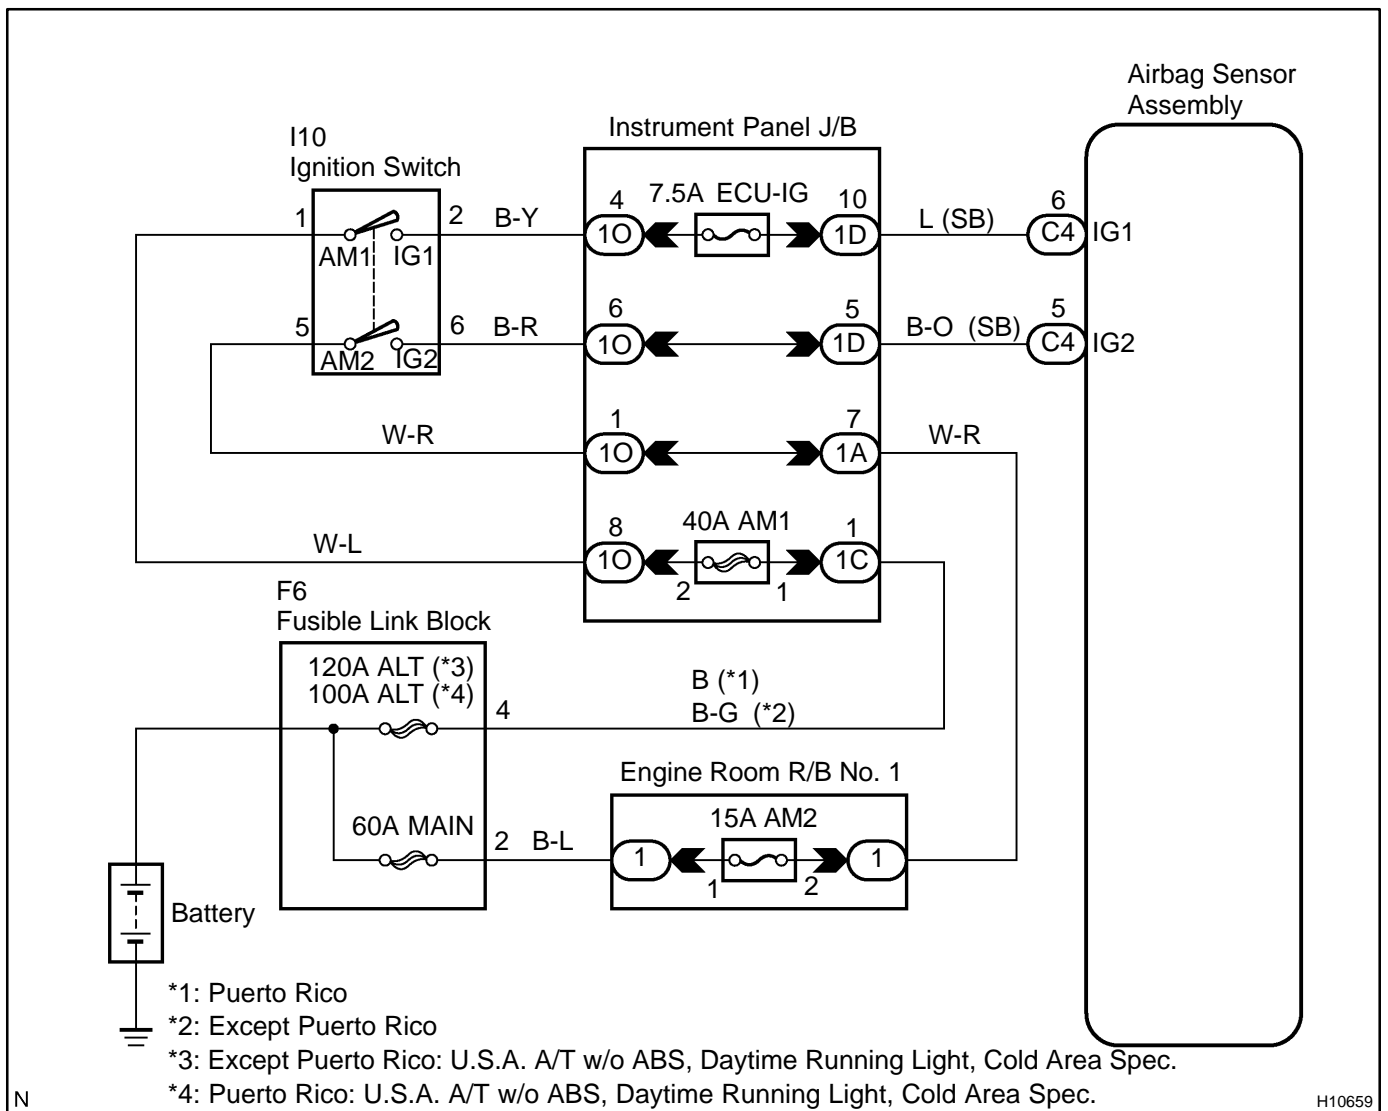 Airbag Sensor
Assembly
Instrument Panel J/B
I10
Ignition Switch
1 AM1 IG1 2 B-Y 4 1O 7.5A ECU-IG 10 1D L (SB) 6 C4 IG1
5 AM2 IG2 6 B-R 6 1O 5 1D B-O (SB) 5 C4 IG2
W-R 1 1O 7 1A W-R
W-L 8 1O 40A AM1 2 1 1 1C
F6
Fusible Link Block
120A ALT (*3)
100A ALT (*4)
4
B (*1)
B-G (*2)
Engine Room R/B No. 1
60A MAIN 2 B-L 1 15A AM2 1 2 1
Battery
*1: Puerto Rico
*2: Except Puerto Rico
*3: Except Puerto Rico: U.S.A. A/T w/o ABS, Daytime Running Light, Cold Area Spec.
*4: Puerto Rico: U.S.A. A/T w/o ABS, Daytime Running Light, Cold Area Spec.
N
H10659